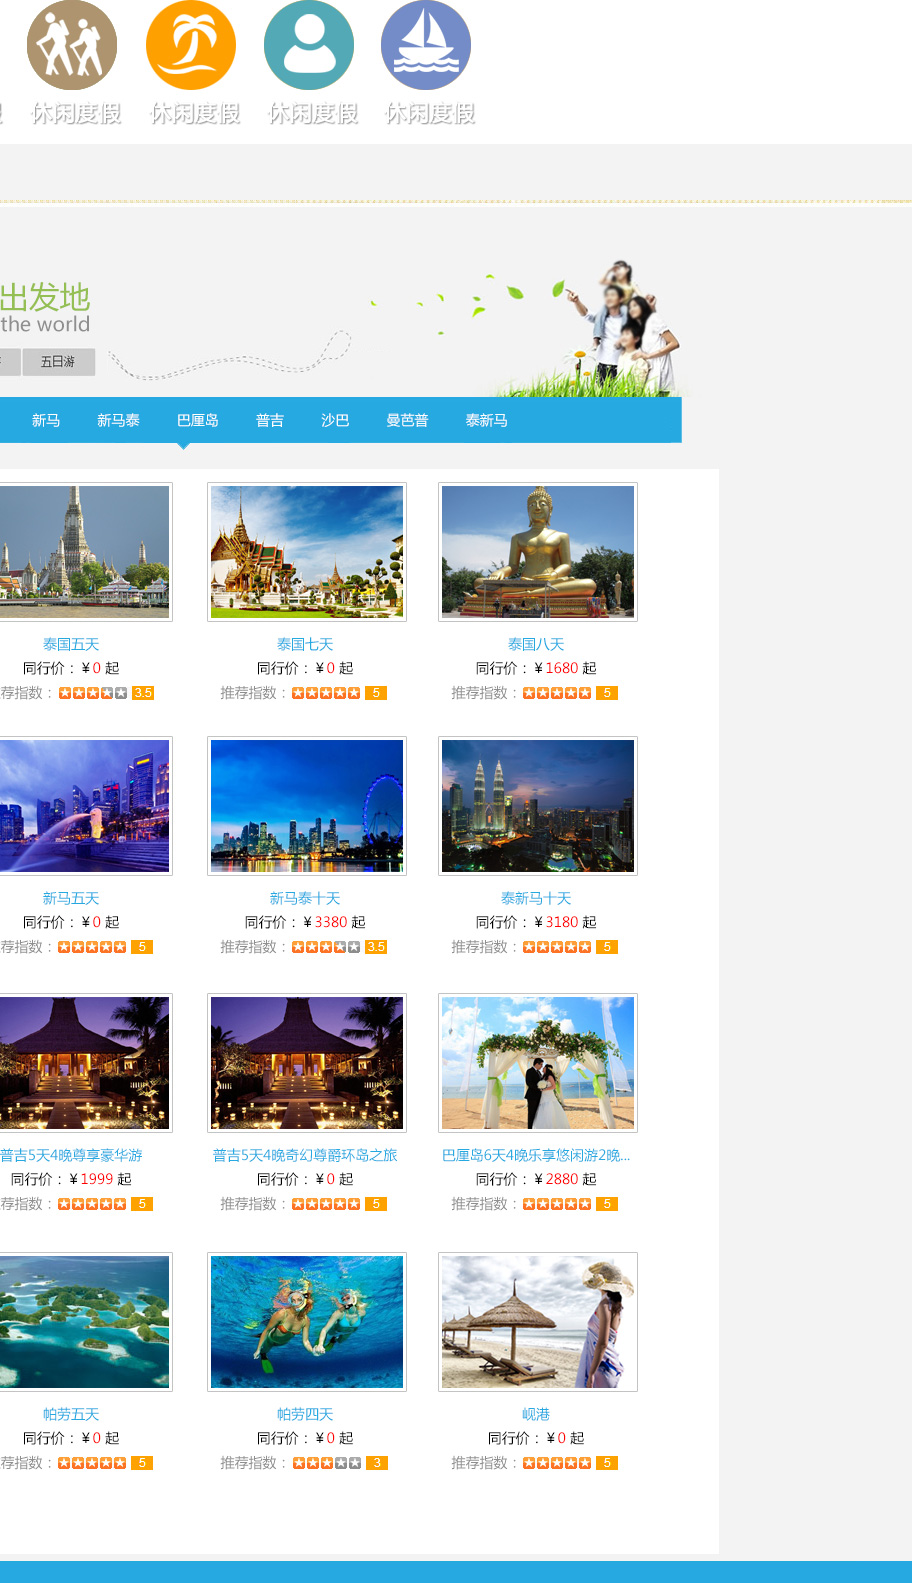 休闲度假 休闲度假 休闲度假 休闲度假
出发地
the world
五日游
新马 新马泰 巴厘岛 普吉 沙巴 曼芭普 泰新马
泰国五天 泰国七天 泰国八天
同行价：¥0 起 同行价：¥0 起 同行价：¥1680 起
荐指数： 3.5 推荐指数： 5 推荐指数： 5
新马五天 新马泰十天 泰新马十天
同行价：¥0 起 同行价：¥3380 起 同行价：¥3180 起
荐指数： 5 推荐指数： 3.5 推荐指数： 5
普吉5天4晚尊享豪华游 普吉5天4晚奇幻尊爵环岛之旅 巴厘岛6天4晚乐享悠闲游2晚...
同行价：¥1999 起 同行价：¥0 起 同行价：¥2880 起
荐指数： 5 推荐指数： 5 推荐指数： 5
帕劳五天 帕劳四天 岘港
同行价：¥0 起 同行价：¥0 起 同行价：¥0 起
荐指数： 5 推荐指数： 3 推荐指数： 5